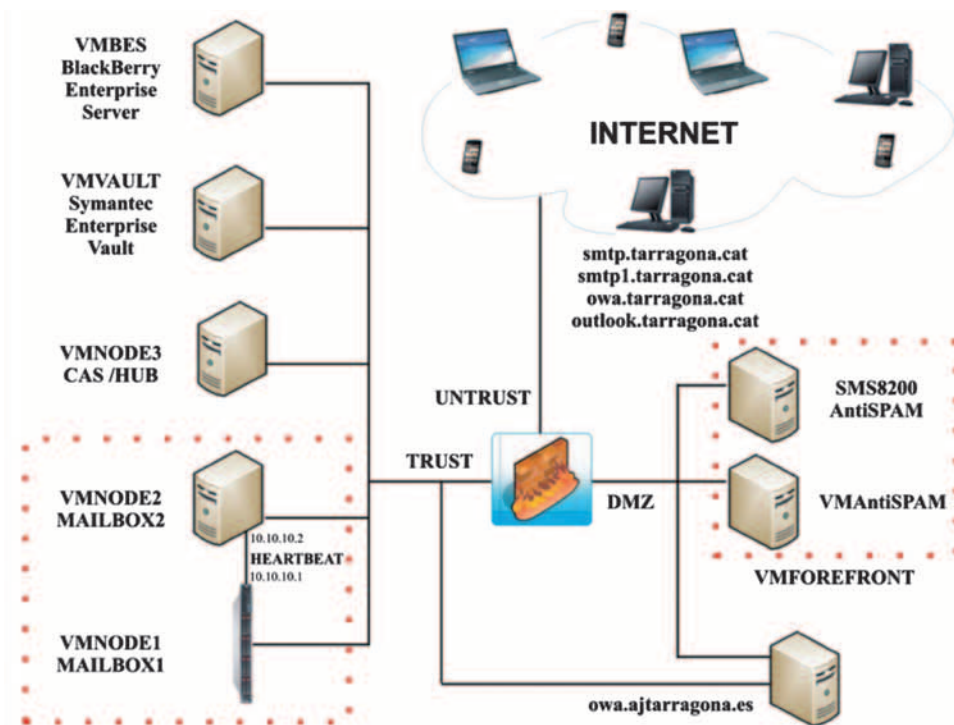 VMBES
BlackBerry
Enterprise
Server
VMVAULT
Symantec
Enterprise
Vault
VMNODE3
CAS /HUB
VMNODE2
MAILBOX2
10.10.10.2
HEARTBEAT
10.10.10.1
VMNODE1
MAILBOX1
INTERNET
smtp.tarragona.cat
smtp1.tarragona.cat
owa.tarragona.cat
outlook.tarragona.cat
UNTRUST
TRUST
DMZ
SMS8200
AntiSPAM
VMAntiSPAM
VMFOREFRONT
owa.ajtarragona.es